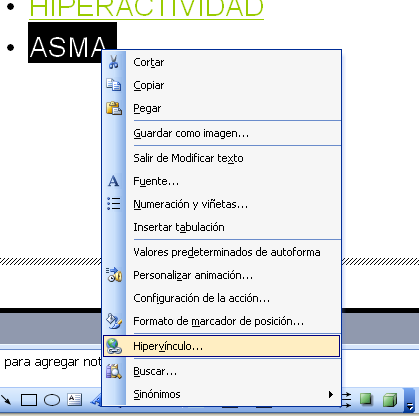 HIPERACTIVIDAD
ASMA
Cortar
Copiar
Pegar
Guardar como imagen...
Salir de Modificar texto
Fuente...
Numeración y viñetas...
Insertar tabulación
Valores predeterminados de autoforma
Personalizar animación...
Configuración de la acción...
Formato de marcador de posición...
Hipervínculo...
para agregar not
Buscar...
Sinónimos